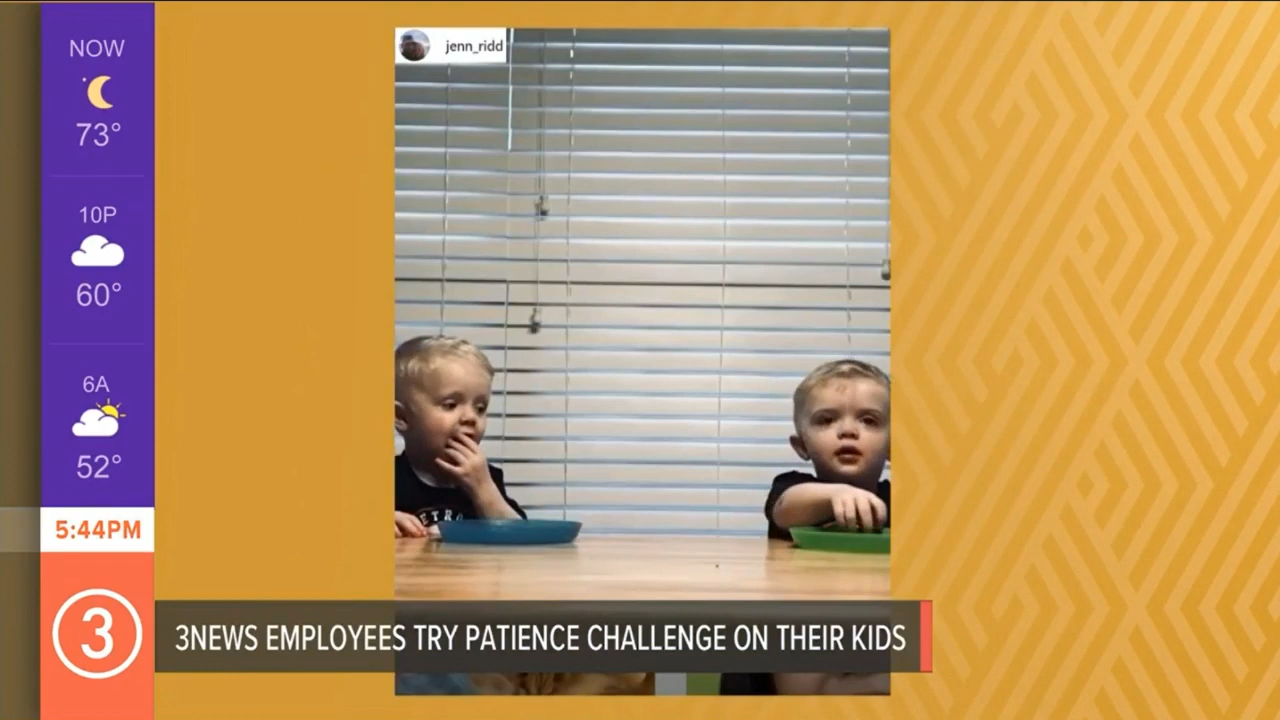 NOW
73°
10P
60°
6A
52°
5:44PM
3
jenn_ridd
3NEWS EMPLOYEES TRY PATIENCE CHALLENGE ON THEIR KIDS